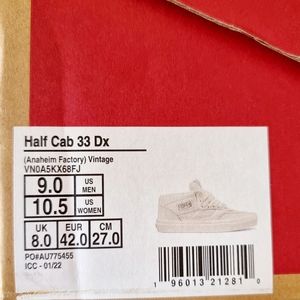 Half Cab 33 Dx
(Anaheim Factory) Vintage
VN0A5KX68FJ
9.0 US MEN
10.5 US WOMEN
UK EUR CM
8.0 42.0 27.0
PO#AU775455
ICC - 01/22
1 96013 21281 0